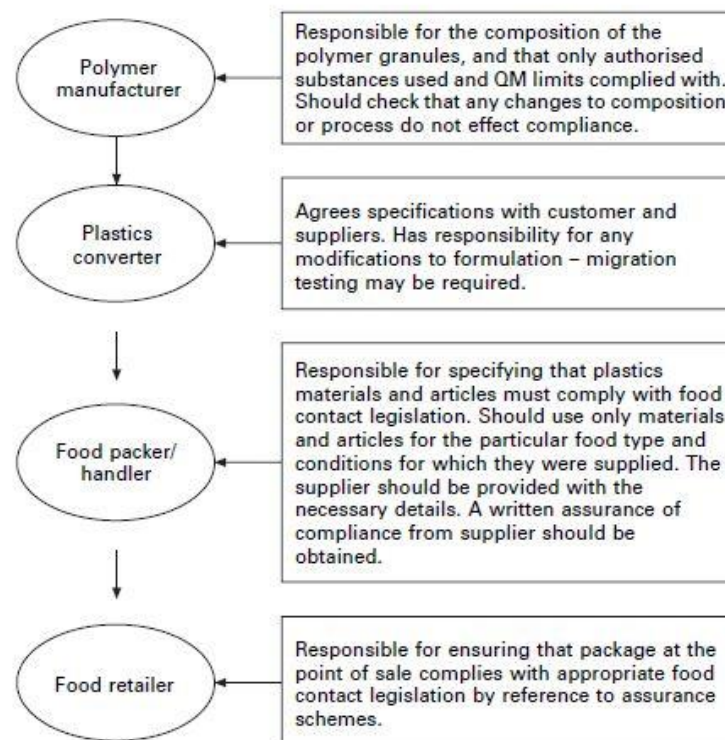 Polymer
manufacturer
Responsible for the composition of the
polymer granules, and that only authorised
substances used and QM limits complied with.
Should check that any changes to composition
or process do not effect compliance.
Plastics
converter
Agrees specifications with customer and
suppliers. Has responsibility for any
modifications to formulation – migration
testing may be required.
Food packer/
handler
Responsible for specifying that plastics
materials and articles must comply with food
contact legislation. Should use only materials
and articles for the particular food type and
conditions for which they were supplied. The
supplier should be provided with the
necessary details. A written assurance of
compliance from supplier should be
obtained.
Food retailer
Responsible for ensuring that package at the
point of sale complies with appropriate food
contact legislation by reference to assurance
schemes.